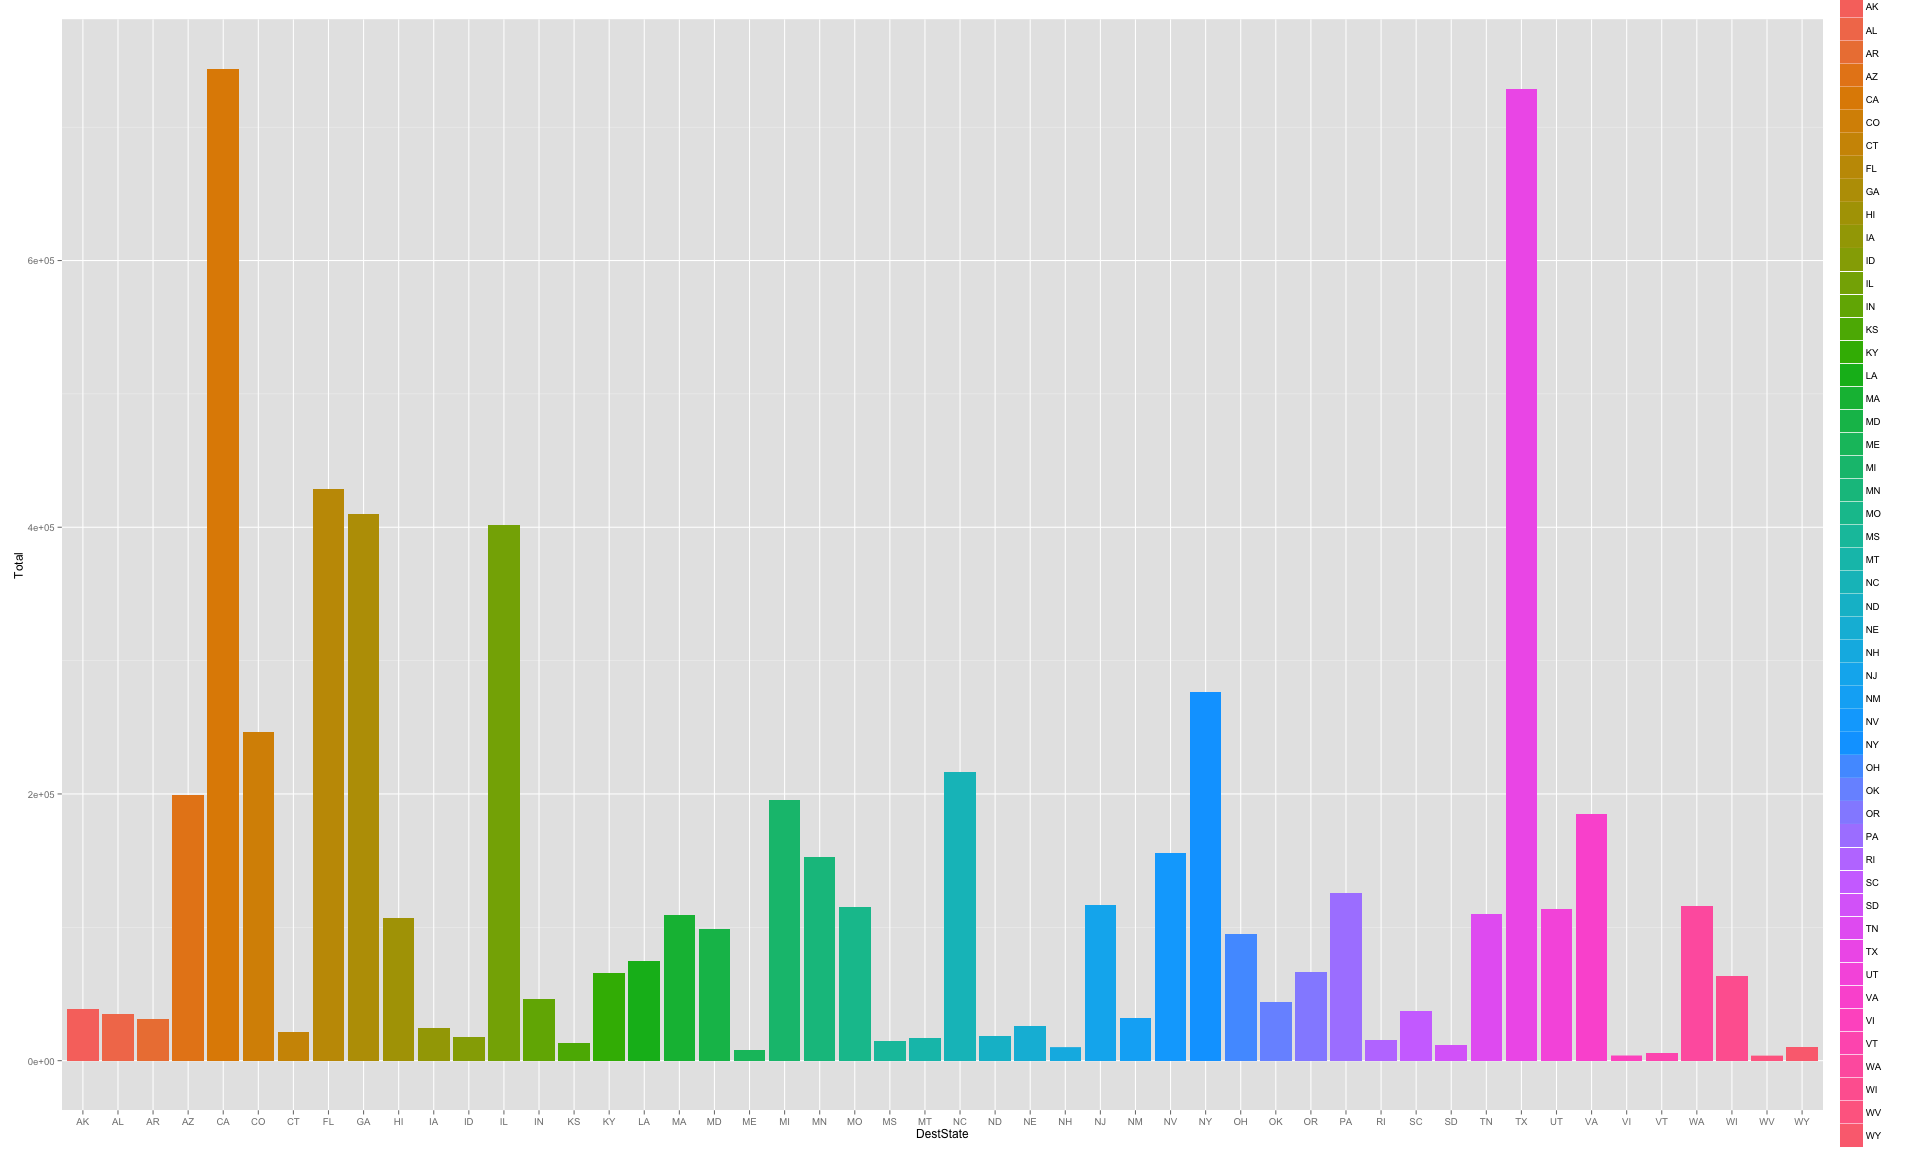 Total
6e+05
4e+05
2e+05
0e+00
AK AL AR AZ CA CO CT FL GA HI IA ID IL IN KS KY LA MA MD ME MI MN MO MS MT NC ND NE NH NJ NM NV NY OH OK OR PA RI SC SD TN TX UT VA VI VT WA WI WV WY
DestState
AK
AL
AR
AZ
CA
CO
CT
FL
GA
HI
IA
ID
IL
IN
KS
KY
LA
MA
MD
ME
MI
MN
MO
MS
MT
NC
ND
NE
NH
NJ
NM
NV
NY
OH
OK
OR
PA
RI
SC
SD
TN
TX
UT
VA
VI
VT
WA
WI
WV
WY